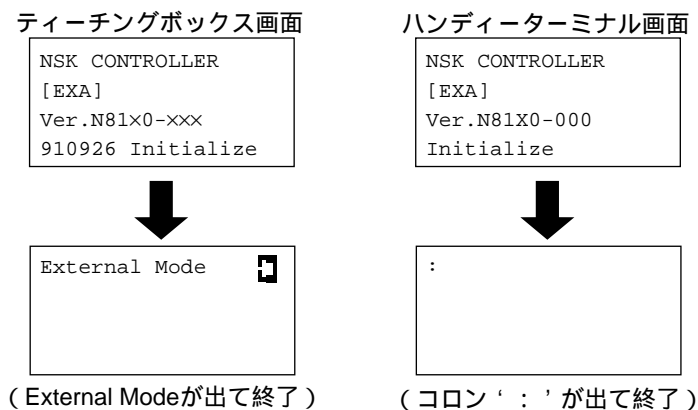 ティーチングボックス画面
NSK CONTROLLER
[EXA]
Ver.N81×0-×××
910926 Initialize
External Mode
（External Modeが出て終了）
ハンディーターミナル画面
NSK CONTROLLER
[EXA]
Ver.N81X0-000
Initialize
:
（コロン‘：’が出て終了）